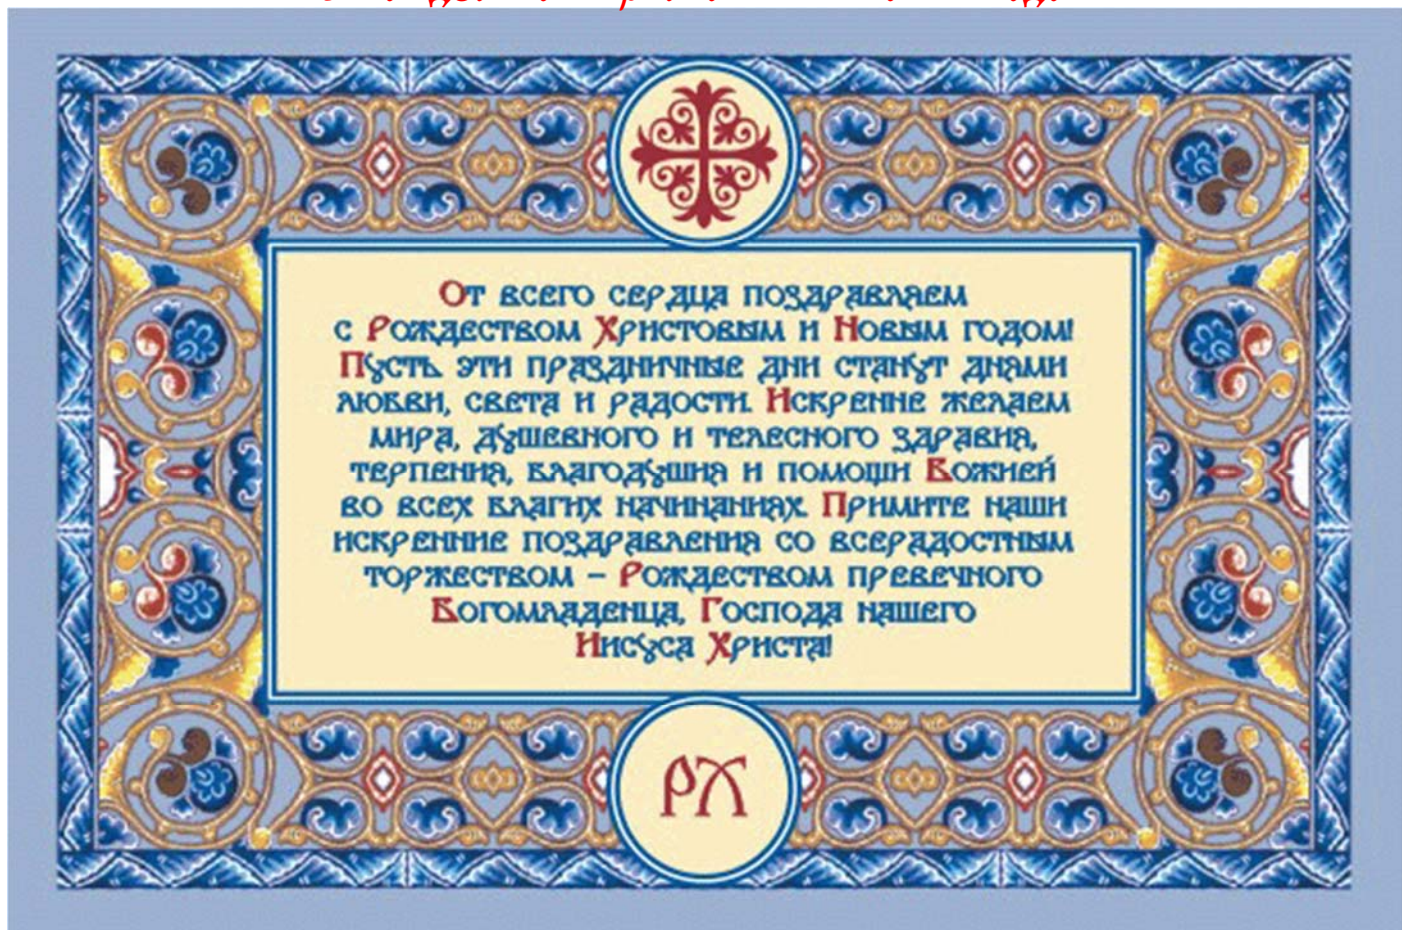 От всего сердца поздравляем
с Рождеством Христовым и Новым годом!
Пусть эти праздничные дни станут днями
любви, света и радости. Искренне желаем
мира, душевного и телесного здравия,
терпения, благодушия и помощи Божией
во всех благих начинаниях. Примите наши
искренние поздравления со всерадостным
торжеством – Рождеством превечного
Богомладенца, Господа нашего
Иисуса Христа!
РХ